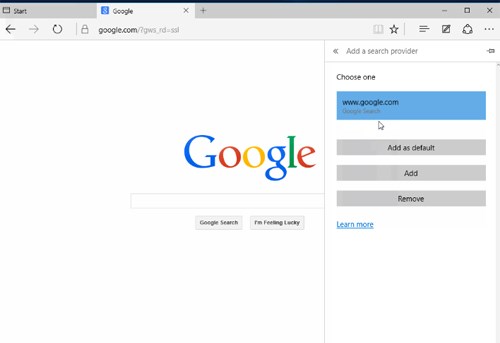 Start
Google
google.com/?gws_rd=ssl
Add a search provider
Choose one
www.google.com
Google Search
Google
Add as default
Add
Remove
Google Search
I'm Feeling Lucky
Learn more